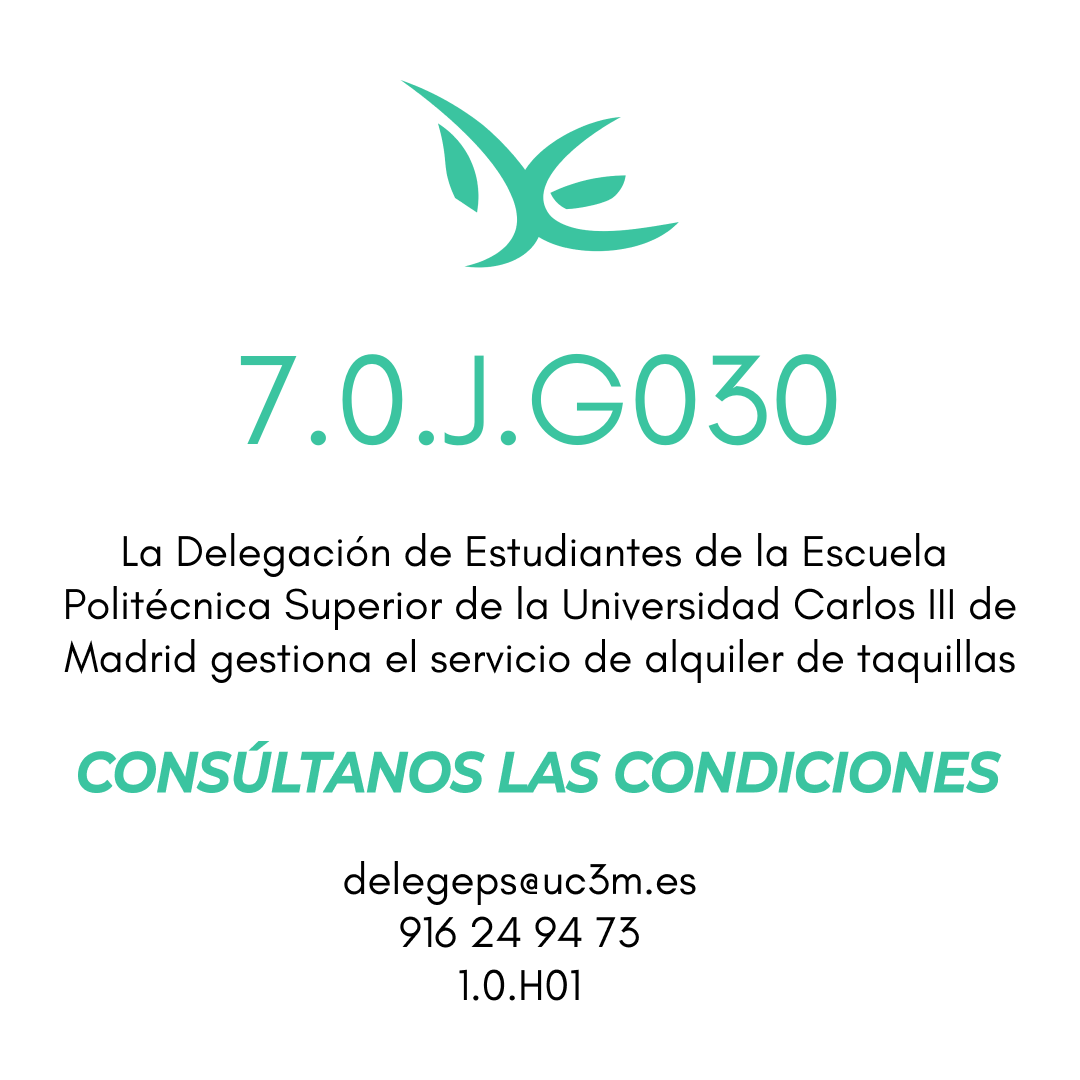 7.0.J.G030
La Delegación de Estudiantes de la Escuela
Politécnica Superior de la Universidad Carlos III de
Madrid gestiona el servicio de alquiler de taquillas
CONSÚLTANOS LAS CONDICIONES
delegeps@uc3m.es
916 24 94 73
1.0.H01